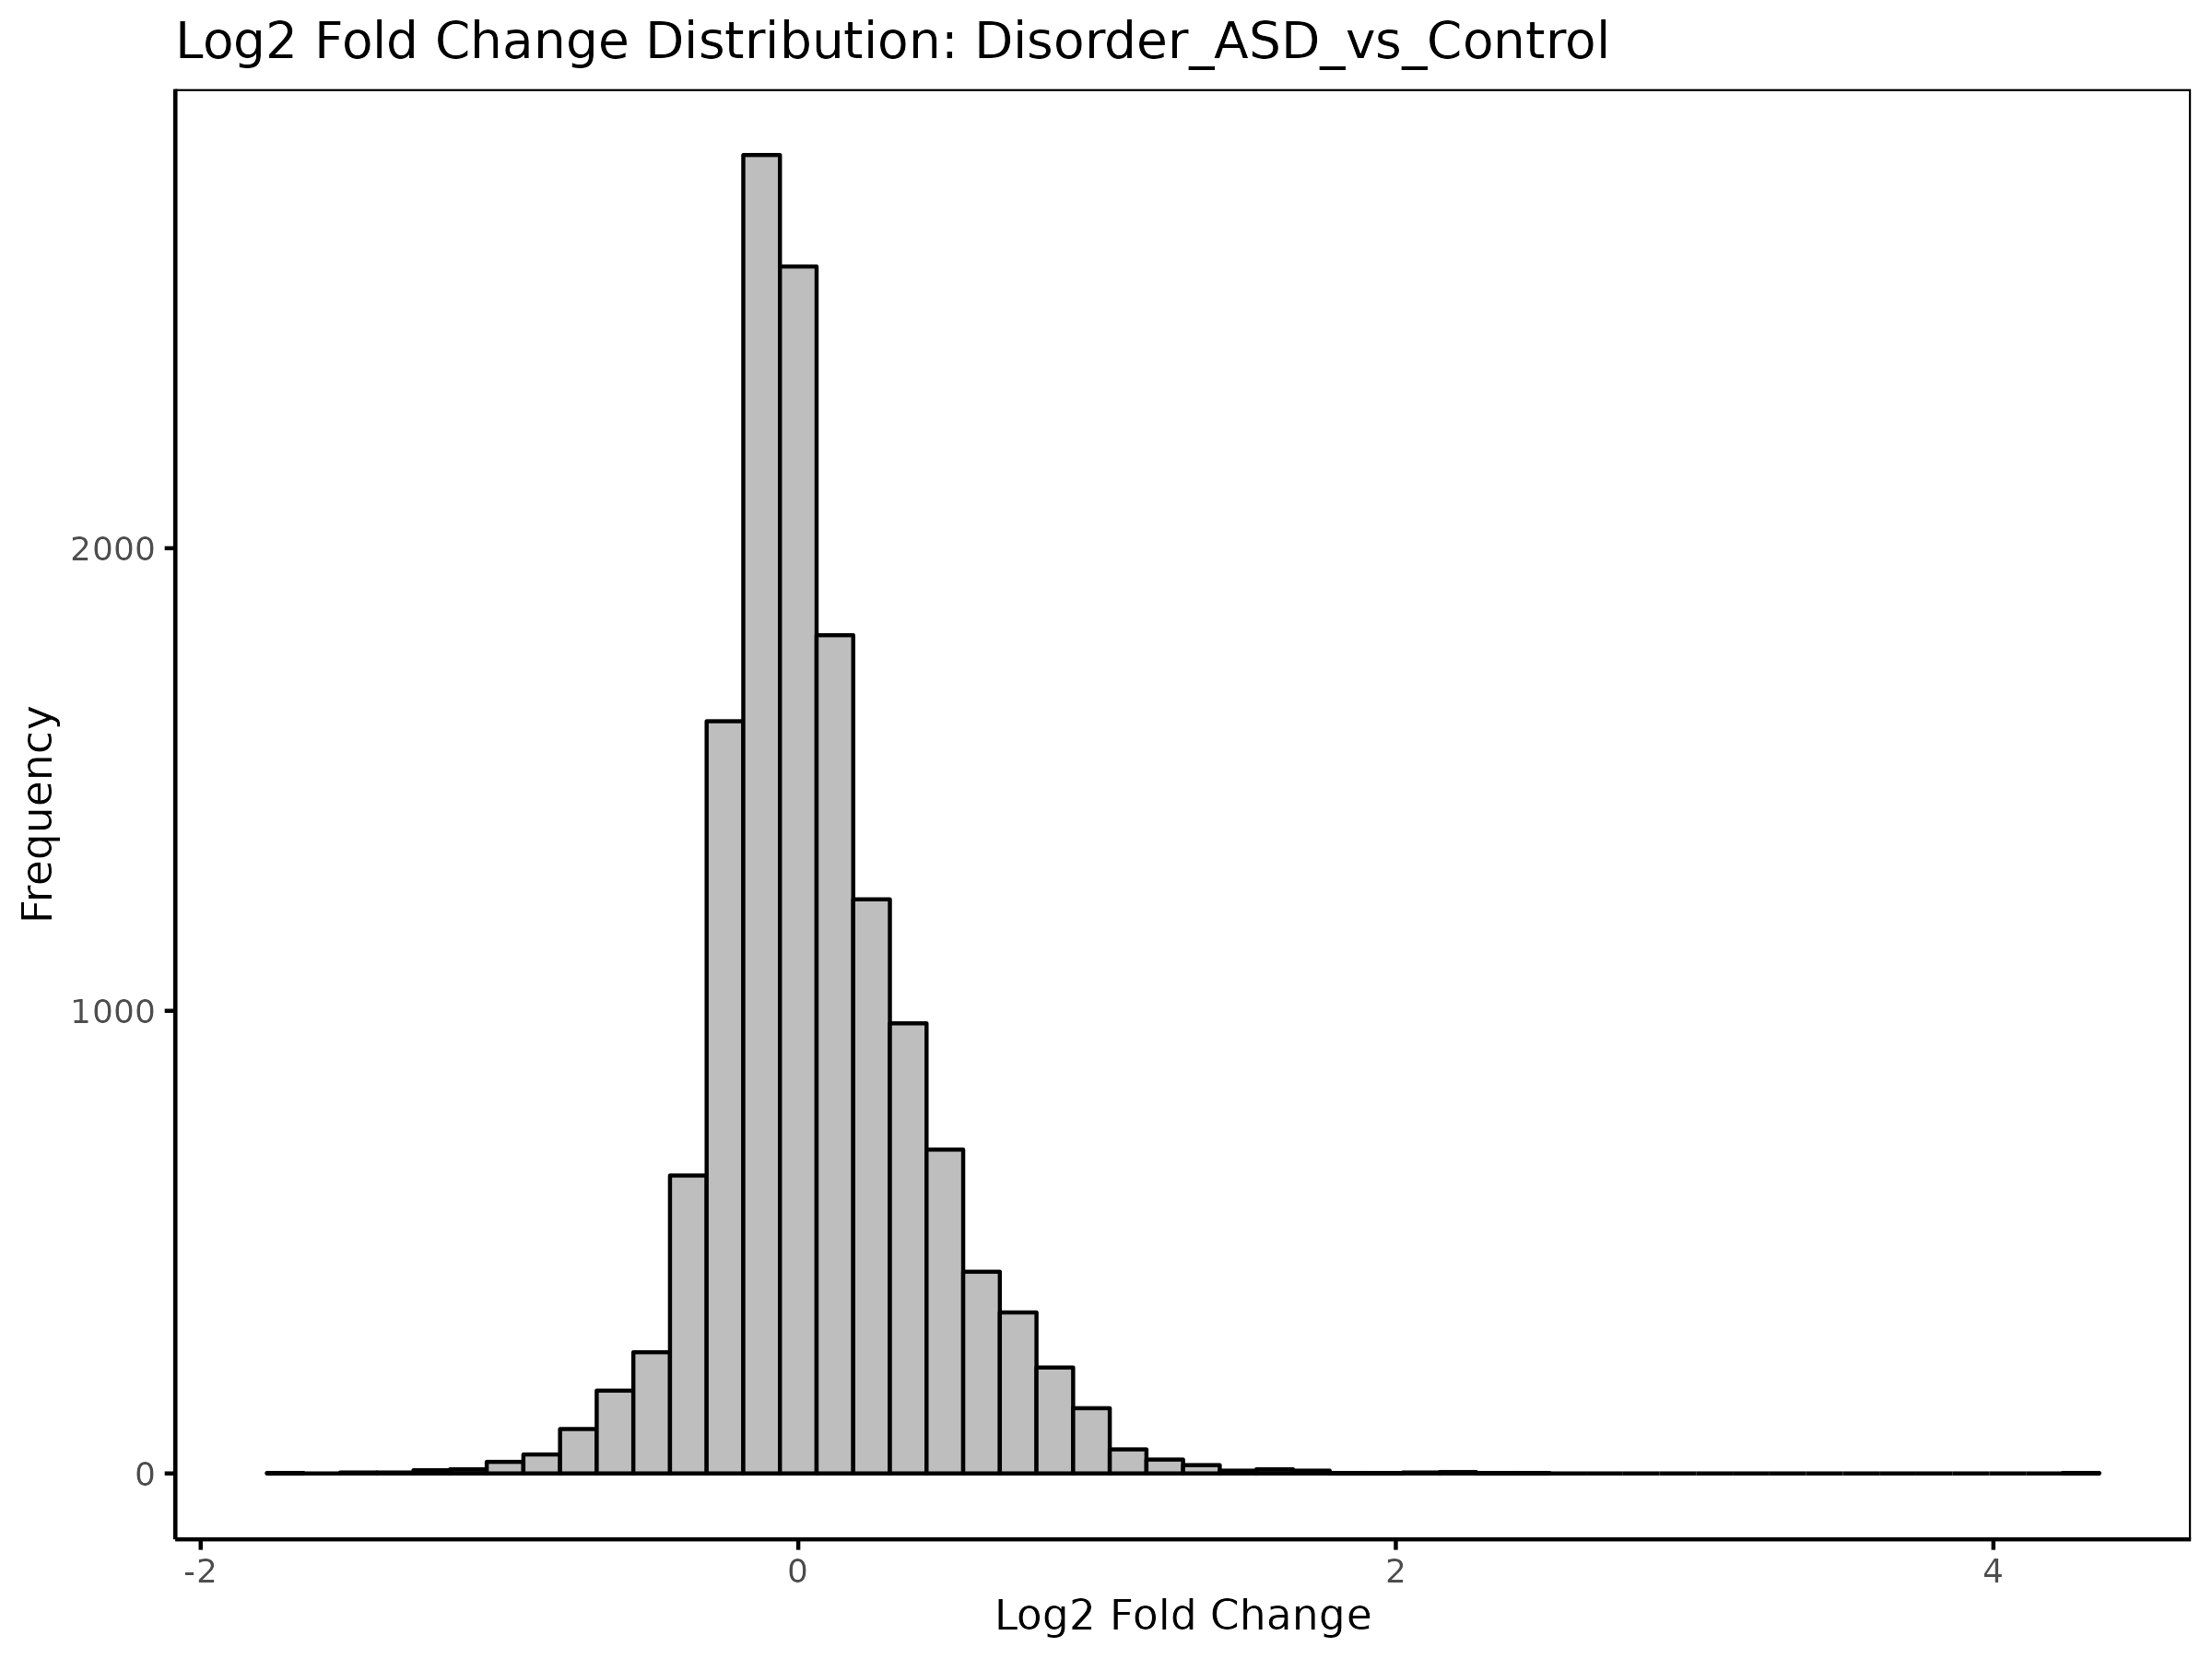 Log2 Fold Change Distribution: Disorder_ASD_vs_Control
Frequency
2000
1000
0
-2
0
2
4
Log2 Fold Change